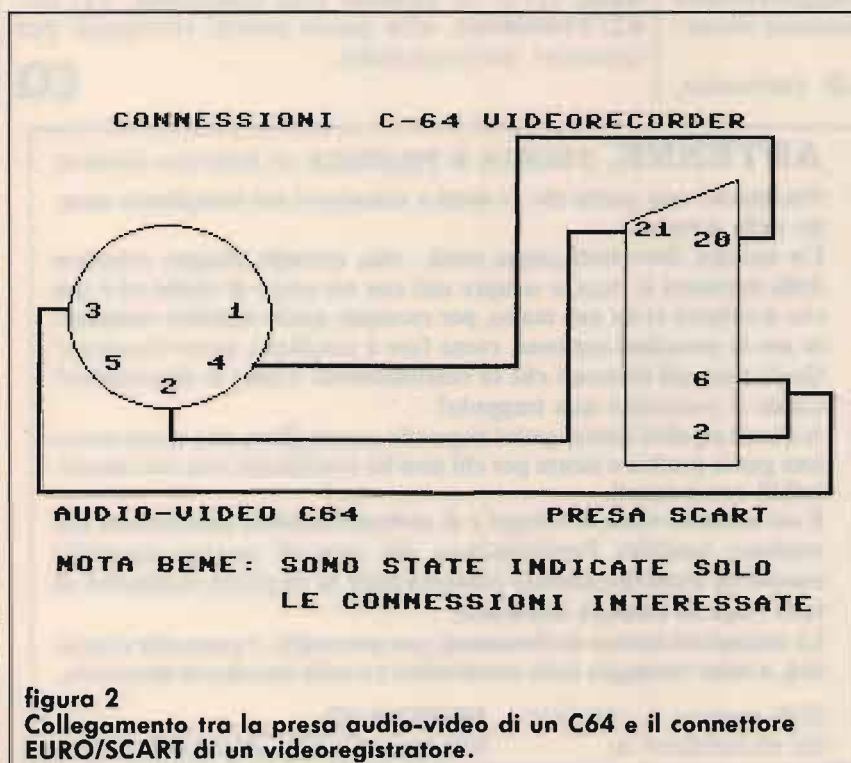 CONNESSIONI C-64 VIDEORECORDER
21
20
3
1
5
4
2
6
2
AUDIO-VIDEO C64
PRESA SCART
NOTA BENE: SONO STATE INDICATE SOLO
LE CONNESSIONI INTERESSATE
figura 2
Collegamento tra la presa audio-video di un C64 e il connettore
EURO/SCART di un videoregistratore.